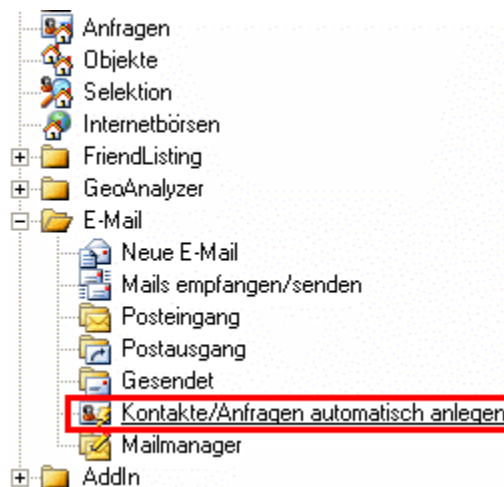 Anfragen
Objekte
Selektion
Internetbörsen
FriendListing
GeoAnalyzer
E-Mail
Neue E-Mail
Mails empfangen/senden
Posteingang
Postausgang
Gesendet
Kontakte/Anfragen automatisch anlegen
Mailmanager
AddIn